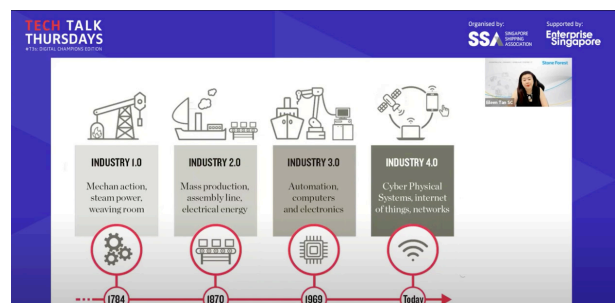 TECH TALK
THURSDAYS
#T3s: DIGITAL CHAMPIONS EDITION
Organised by:
SSA SINGAPORE
SHIPPING
ASSOCIATION
Supported by:
Enterprise
Singapore
INDUSTRY 1.0
Mechan action,
steam power,
weaving room
INDUSTRY 2.0
Mass production,
assembly line,
electrical energy
INDUSTRY 3.0
Automation,
computers
and electronics
INDUSTRY 4.0
Cyber Physical
Systems, internet
of things, networks
1784
1870
1969
Today